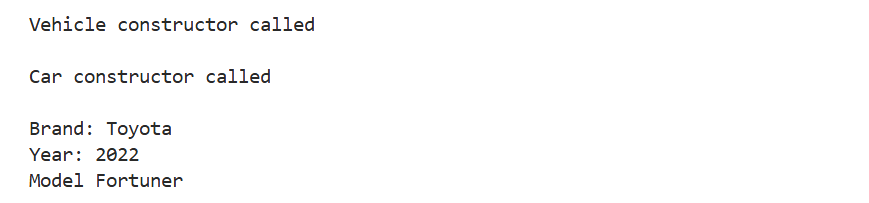 Vehicle constructor called
Car constructor called
Brand: Toyota
Year: 2022
Model Fortuner